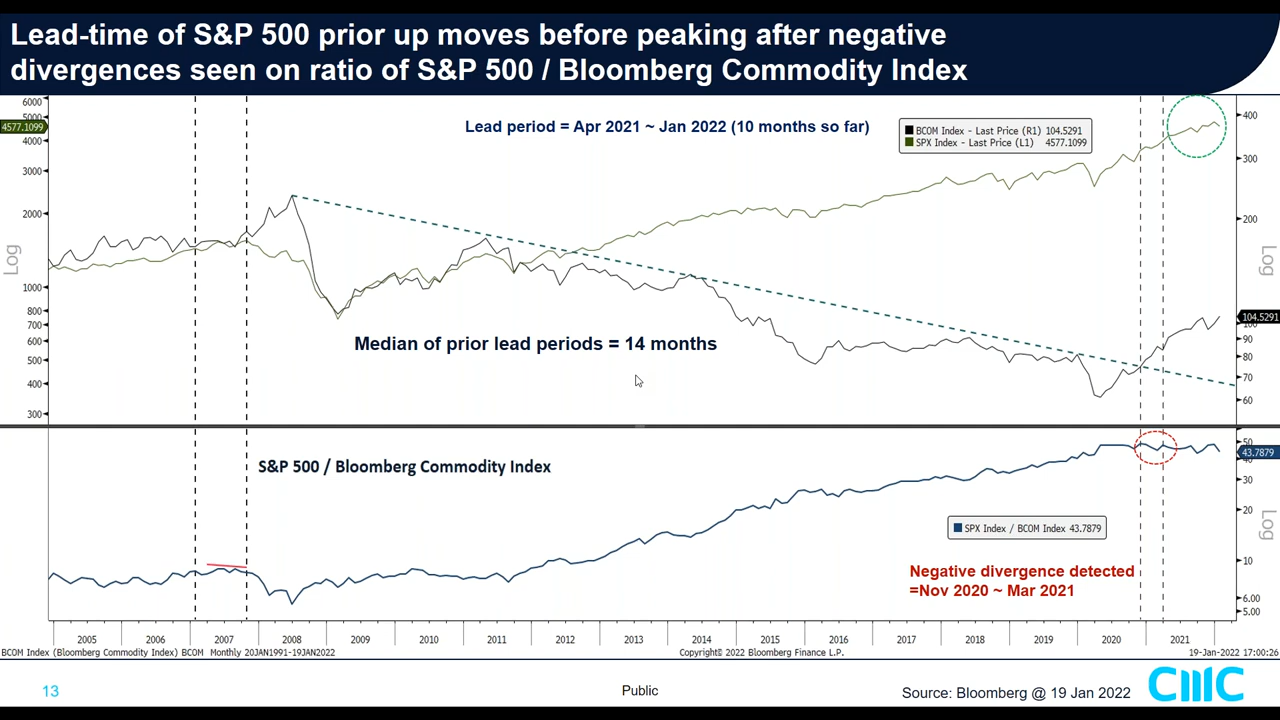 Lead-time of S&P 500 prior up moves before peaking after negative
divergences seen on ratio of S&P 500 / Bloomberg Commodity Index
6000
5000
4577.1099
4000
3000
2000
1000
800
700
600
500
400
300
Log
Lead period = Apr 2021 ~ Jan 2022 (10 months so far)
BCOM Index - Last Price (R1) 104.5291
SPX Index - Last Price (L1) 4577.1099
Median of prior lead periods = 14 months
400
300
200
104.5291
100
90
80
70
60
Log
S&P 500 / Bloomberg Commodity Index
SPX Index / BCOM Index 43.7879
Negative divergence detected
=Nov 2020 ~ Mar 2021
50
43.7879
40
30
20
10
6.00
5.00
Log
2005 2006 2007 2008 2009 2010 2011 2012 2013 2014 2015 2016 2017 2018 2019 2020 2021
BCOM Index (Bloomberg Commodity Index) BCOM Monthly 20JAN1991-19JAN2022 Copyright© 2022 Bloomberg Finance L.P. 19-Jan-2022 17:00:26
13 Public Source: Bloomberg @ 19 Jan 2022 CMC